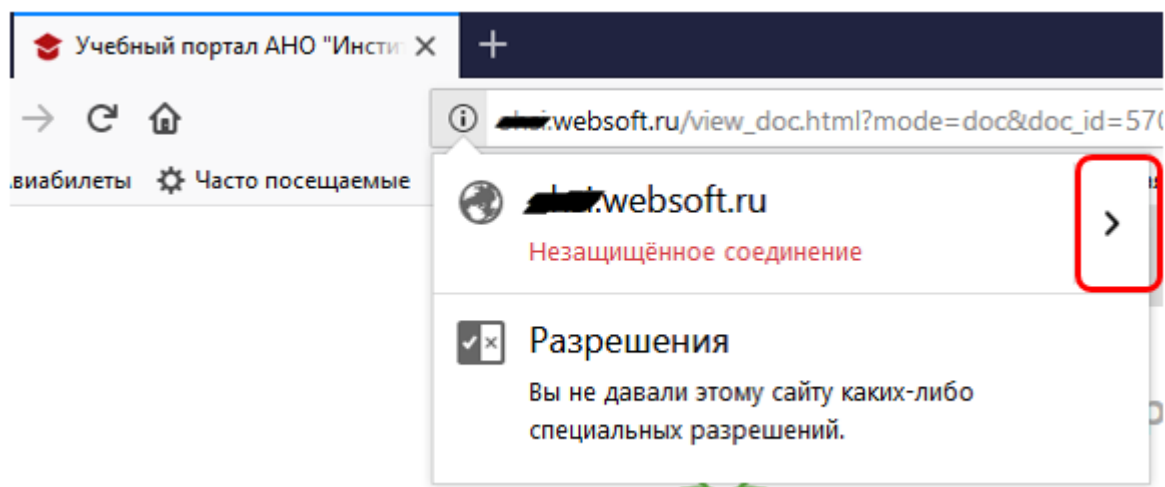 Учебный портал АНО "Инсти
.websoft.ru/view_doc.html?mode=doc&doc_id=570
виабилеты Часто посещаемые
.websoft.ru
Незащищённое соединение
Разрешения
Вы не давали этому сайту каких-либо
специальных разрешений.